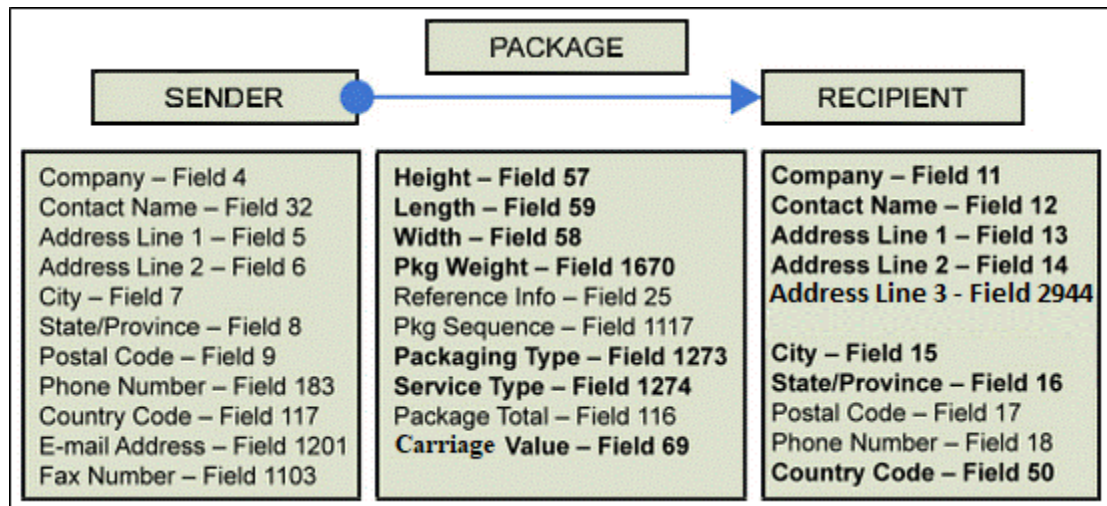 PACKAGE
SENDER
RECIPIENT
Company – Field 4
Contact Name – Field 32
Address Line 1 – Field 5
Address Line 2 – Field 6
City – Field 7
State/Province – Field 8
Postal Code – Field 9
Phone Number – Field 183
Country Code – Field 117
E-mail Address – Field 1201
Fax Number – Field 1103
Height – Field 57
Length – Field 59
Width – Field 58
Pkg Weight – Field 1670
Reference Info – Field 25
Pkg Sequence – Field 1117
Packaging Type – Field 1273
Service Type – Field 1274
Package Total – Field 116
Carriage Value – Field 69
Company – Field 11
Contact Name – Field 12
Address Line 1 – Field 13
Address Line 2 – Field 14
Address Line 3 - Field 2944
City – Field 15
State/Province – Field 16
Postal Code – Field 17
Phone Number – Field 18
Country Code – Field 50